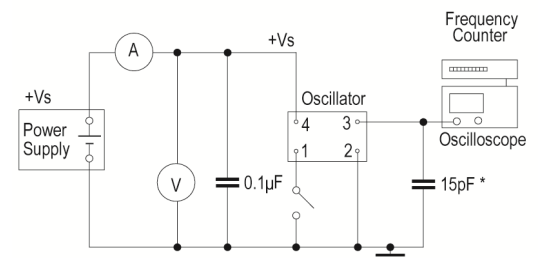 Frequency
Counter
+Vs
A
+Vs
Oscillator
Power
Supply
4
3
1
2
Oscilloscope
V
0.1µF
15pF *